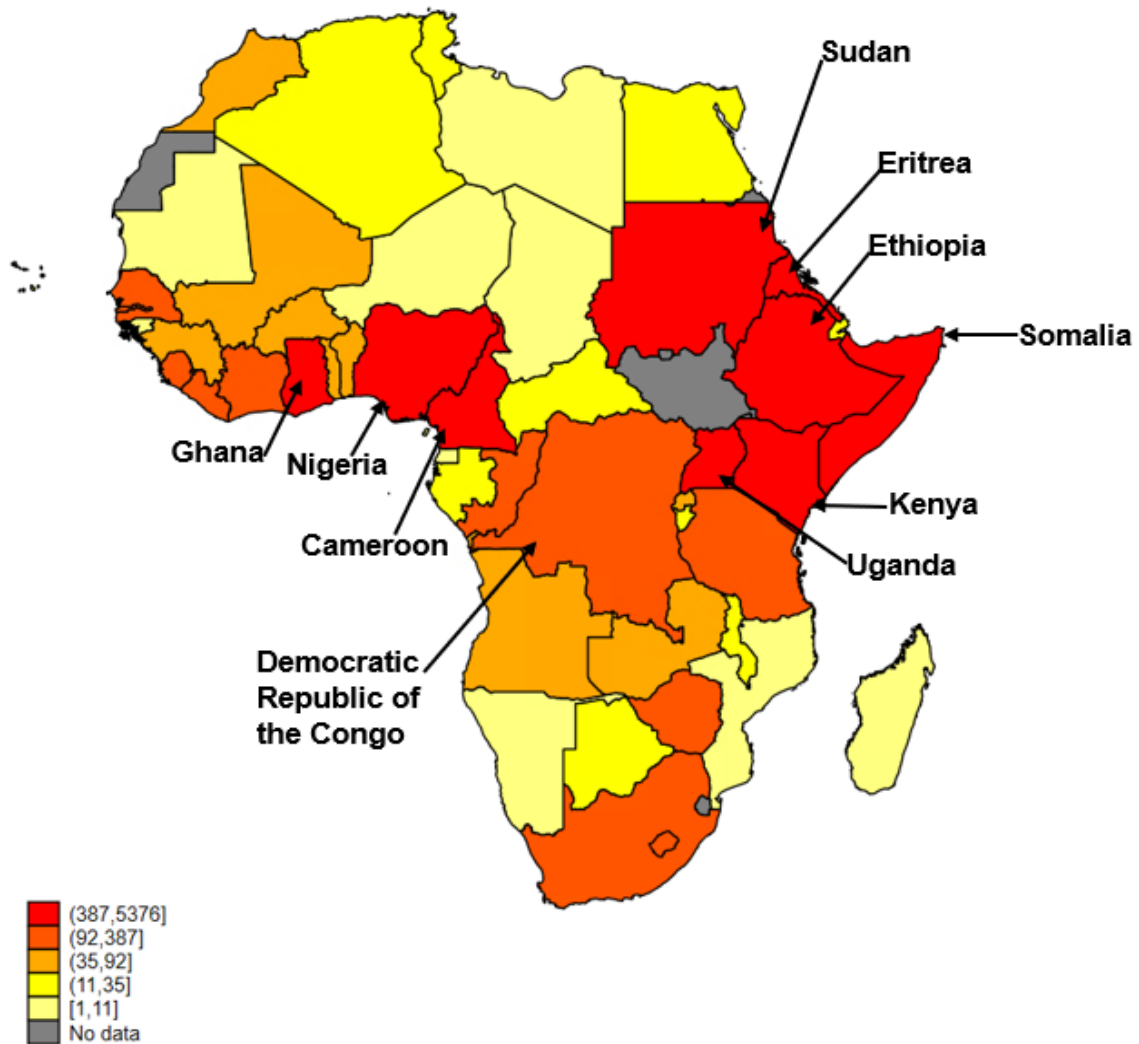 Sudan
Eritrea
Ethiopia
Somalia
Ghana
Nigeria
Kenya
Cameroon
Uganda
Democratic
Republic of
the Congo
(387,5376]
(92,387]
(35,92]
(11,35]
[1,11]
No data